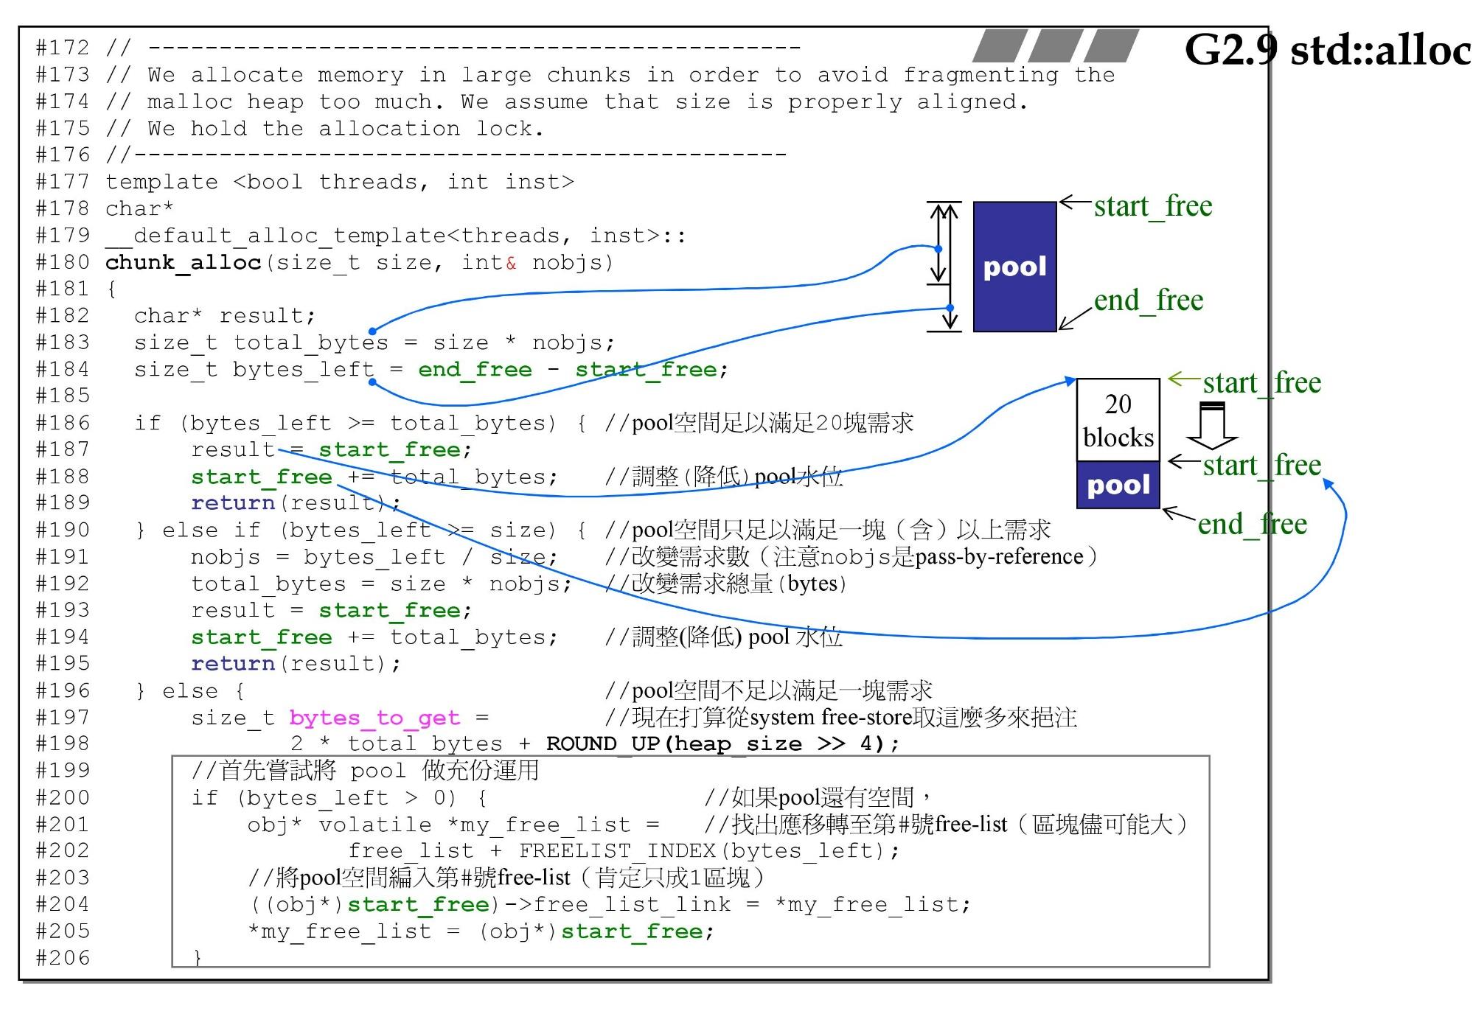 G2.9 std::alloc
#172 // ----------------------------------------------
#173 // We allocate memory in large chunks in order to avoid fragmenting the
#174 // malloc heap too much. We assume that size is properly aligned.
#175 // We hold the allocation lock.
#176 //----------------------------------------------
#177 template <bool threads, int inst>
#178 char*
#179 __default_alloc_template<threads, inst>::
#180 chunk_alloc(size_t size, int& nobjs)
#181 {
#182   char* result;
#183   size_t total_bytes = size * nobjs;
#184   size_t bytes_left = end_free - start_free;
#185
#186   if (bytes_left >= total_bytes) { //pool空間足以滿足20塊需求
#187       result = start_free;
#188       start_free += total_bytes;   //調整(降低)pool水位
#189       return(result);
#190   } else if (bytes_left >= size) { //pool空間只足以滿足一塊（含）以上需求
#191       nobjs = bytes_left / size;   //改變需求數（注意nobjs是pass-by-reference）
#192       total_bytes = size * nobjs;  //改變需求總量(bytes)
#193       result = start_free;
#194       start_free += total_bytes;   //調整(降低) pool 水位
#195       return(result);
#196   } else {                         //pool空間不足以滿足一塊需求
#197       size_t bytes_to_get =        //現在打算從system free-store取這麼多來挹注
#198              2 * total_bytes + ROUND_UP(heap_size >> 4);
#199       //首先嘗試將 pool 做充份運用
#200       if (bytes_left > 0) {               //如果pool還有空間，
#201           obj* volatile *my_free_list =   //找出應移轉至第#號free-list（區塊儘可能大）
#202                  free_list + FREELIST_INDEX(bytes_left);
#203           //將pool空間編入第#號free-list（肯定只成1區塊）
#204           ((obj*)start_free)->free_list_link = *my_free_list;
#205           *my_free_list = (obj*)start_free;
#206       }
start_free
pool
end_free
start_free
20
blocks
start_free
pool
end_free